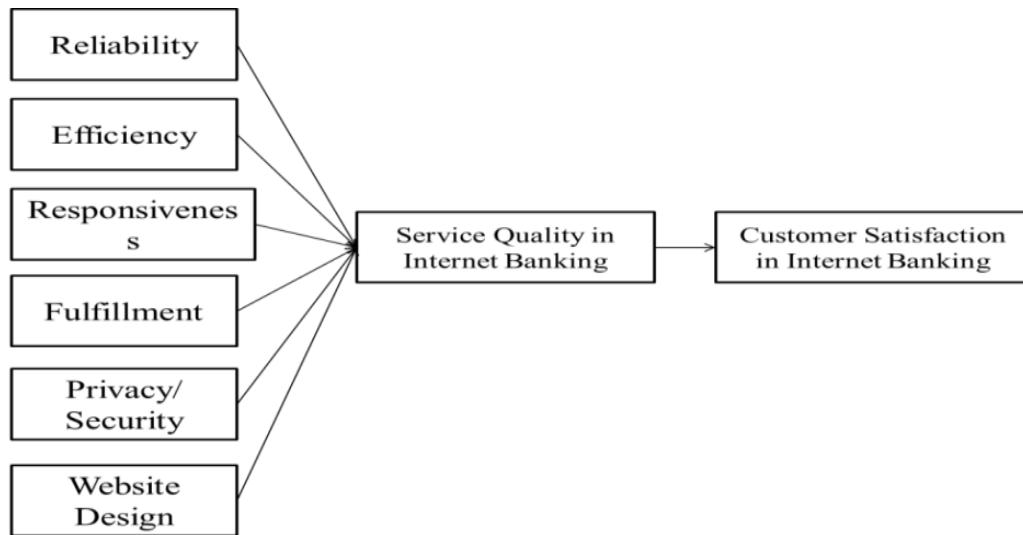 Reliability
Efficiency
Responsivenes
s
Fulfillment
Privacy/
Security
Website
Design
Service Quality in
Internet Banking
Customer Satisfaction
in Internet Banking